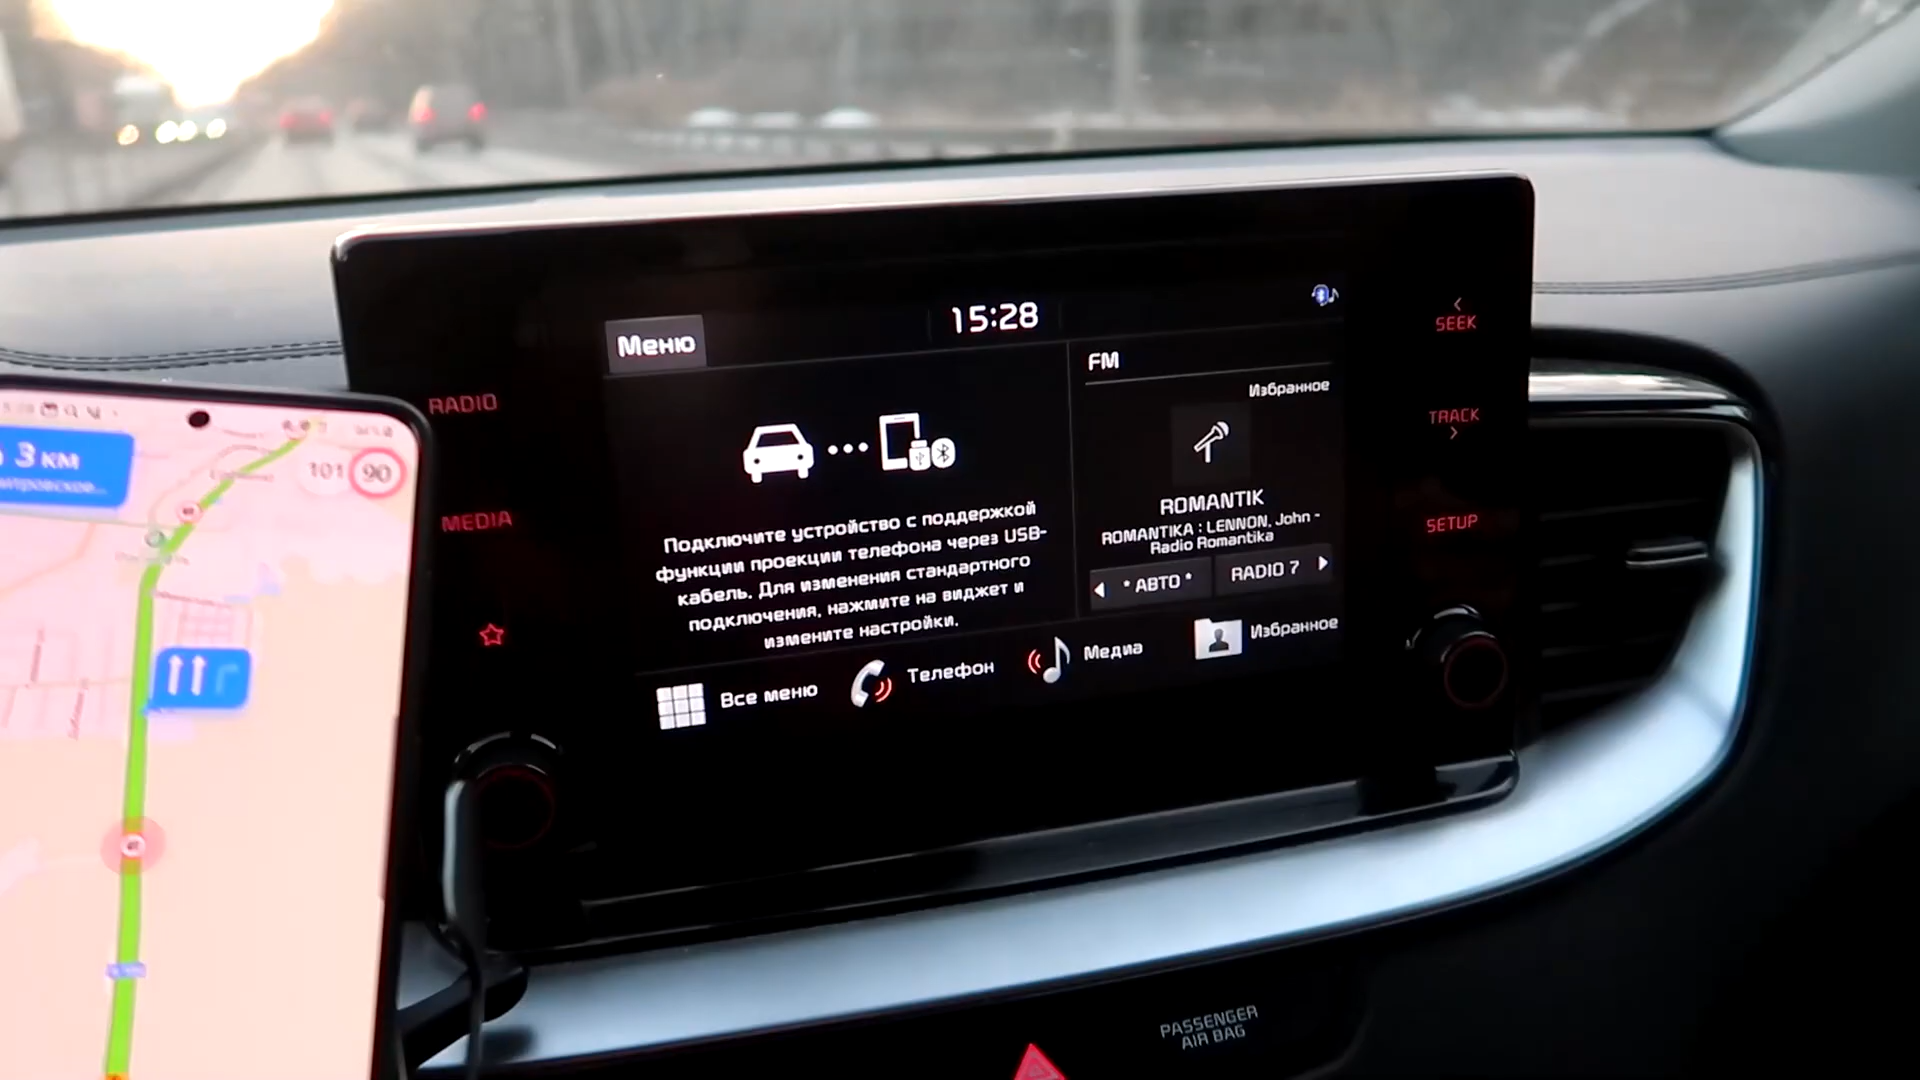 15:28
Меню
FM
Избранное
ROMANTIK
ROMANTIKA : LENNON, John -
Radio Romantika
* АВТО *
RADIO 7
Подключите устройство с поддержкой
функции проекции телефона через USB-
кабель. Для изменения стандартного
подключения, нажмите на виджет и
измените настройки.
Все меню
Телефон
Медиа
Избранное
RADIO
MEDIA
SEEK
TRACK
SETUP
3 км
101
90
PASSENGER
AIR BAG